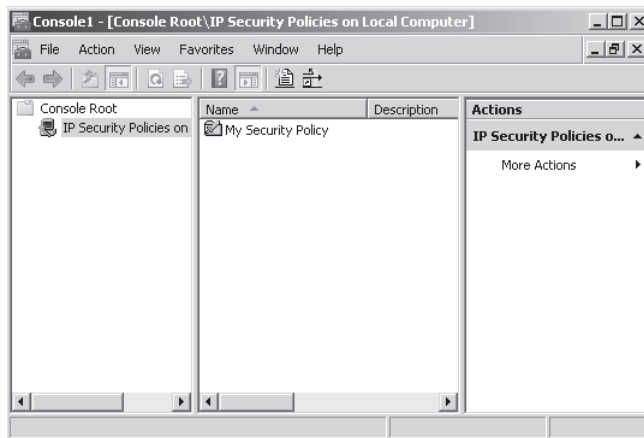 Console1 - [Console Root\IP Security Policies on Local Computer]
File Action View Favorites Window Help
Console Root
IP Security Policies on
Name Description
My Security Policy
Actions
IP Security Policies o...
More Actions